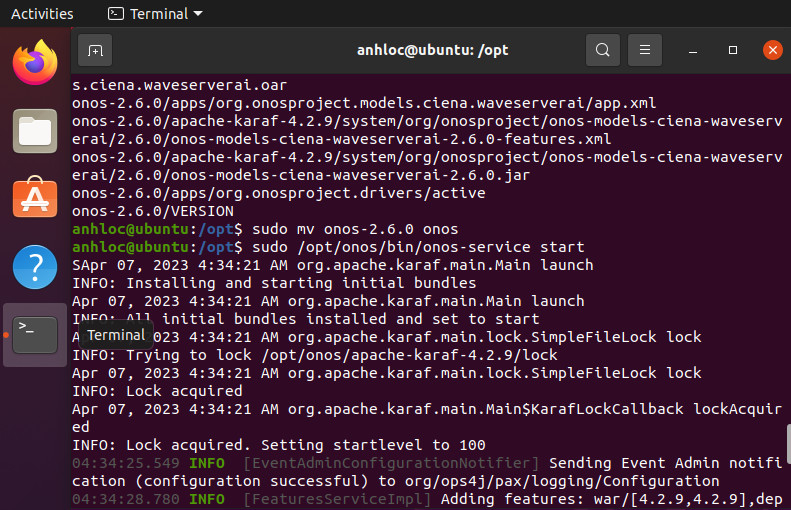 Activities
Terminal
anhloc@ubuntu: /opt
s.ciena.waveserverai.oar
onos-2.6.0/apps/org.onosproject.models.ciena.waveserverai/app.xml
onos-2.6.0/apache-karaf-4.2.9/system/org/onosproject/onos-models-ciena-waveserv
erai/2.6.0/onos-models-ciena-waveserverai-2.6.0-features.xml
onos-2.6.0/apache-karaf-4.2.9/system/org/onosproject/onos-models-ciena-waveserv
erai/2.6.0/onos-models-ciena-waveserverai-2.6.0.jar
onos-2.6.0/apps/org.onosproject.drivers/active
onos-2.6.0/VERSION
anhloc@ubuntu:/opt$ sudo mv onos-2.6.0 onos
anhloc@ubuntu:/opt$ sudo /opt/onos/bin/onos-service start
SApr 07, 2023 4:34:21 AM org.apache.karaf.main.Main launch
INFO: Installing and starting initial bundles
Apr 07, 2023 4:34:21 AM org.apache.karaf.main.Main launch
INFO: All initial bundles installed and set to start
A 2023 4:34:21 AM org.apache.karaf.main.lock.SimpleFileLock lock
Terminal
INFO: Trying to lock /opt/onos/apache-karaf-4.2.9/lock
Apr 07, 2023 4:34:21 AM org.apache.karaf.main.lock.SimpleFileLock lock
INFO: Lock acquired
Apr 07, 2023 4:34:21 AM org.apache.karaf.main.Main$KarafLockCallback lockAcquir
ed
INFO: Lock acquired. Setting startlevel to 100
04:34:25.549 INFO [EventAdminConfigurationNotifier] Sending Event Admin notifi
cation (configuration successful) to org/ops4j/pax/logging/Configuration
04:34:28.780 INFO [FeaturesServiceImpl] Adding features: war/[4.2.9,4.2.9],dep